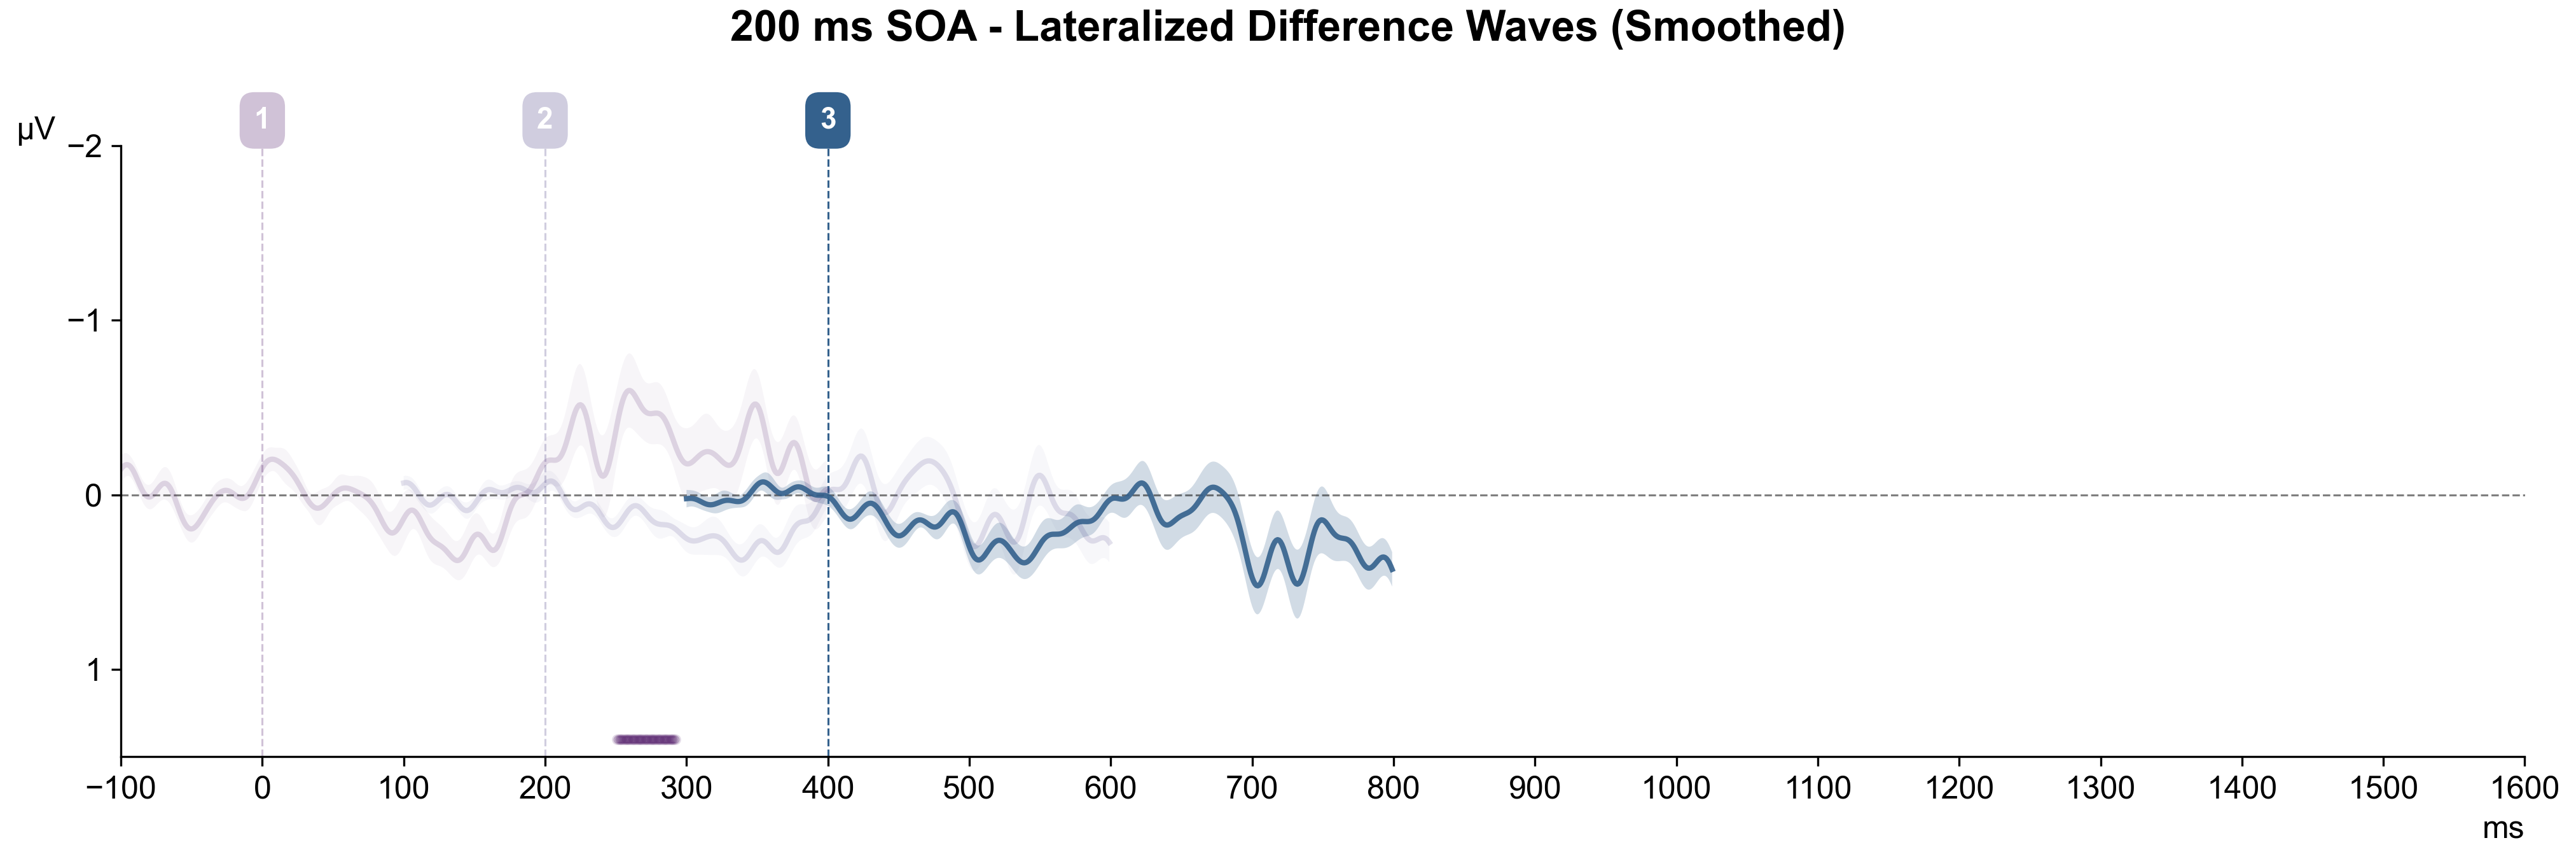 200 ms SOA - Lateralized Difference Waves (Smoothed)
1 2 3
µV
−2
−1
0
1
−100 0 100 200 300 400 500 600 700 800 900 1000 1100 1200 1300 1400 1500 1600
ms